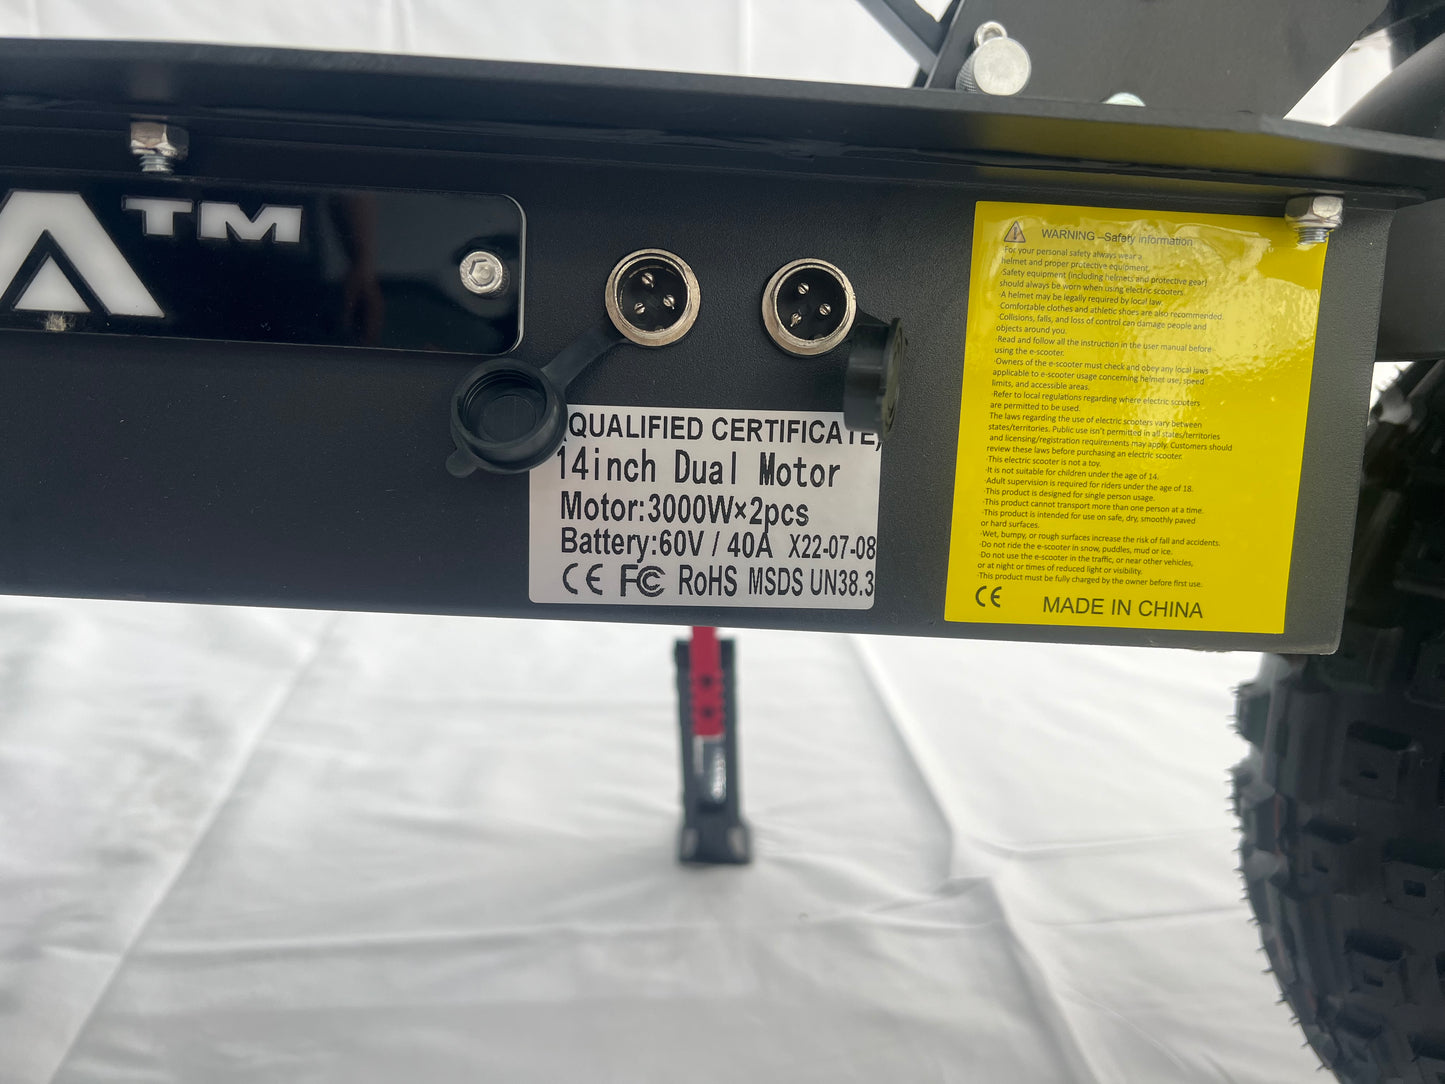 A™
(QUALIFIED CERTIFICATE)
14inch Dual Motor
Motor:3000W×2pcs
Battery:60V / 40A X22-07-08
CE FC RoHS MSDS UN38.3
WARNING –Safety information
·For your personal safety always wear a
helmet and proper protective equipment.
·Safety equipment (including helmets and protective gear)
should always be worn when using electric scooters
·A helmet may be legally required by local law.
·Comfortable clothes and athletic shoes are also recommended.
·Collisions, falls, and loss of control can damage people and
objects around you.
·Read and follow all the instruction in the user manual before
using the e-scooter.
·Owners of the e-scooter must check and obey any local laws
applicable to e-scooter usage concerning helmet use, speed
limits, and accessible areas.
·Refer to local regulations regarding where electric scooters
are permitted to be used.
The laws regarding the use of electric scooters vary between
states/territories. Public use isn't permitted in all states/territories
and licensing/registration requirements may apply. Customers should
review these laws before purchasing an electric scooter.
·This electric scooter is not a toy.
·It is not suitable for children under the age of 14.
·Adult supervision is required for riders under the age of 18.
·This product is designed for single person usage.
·This product cannot transport more than one person at a time.
·This product is intended for use on safe, dry, smoothly paved
or hard surfaces.
·Wet, bumpy, or rough surfaces increase the risk of fall and accidents.
·Do not ride the e-scooter in snow, puddles, mud or ice.
·Do not use the e-scooter in the traffic, or near other vehicles,
or at night or times of reduced light or visibility.
·This product must be fully charged by the owner before first use.
CE MADE IN CHINA